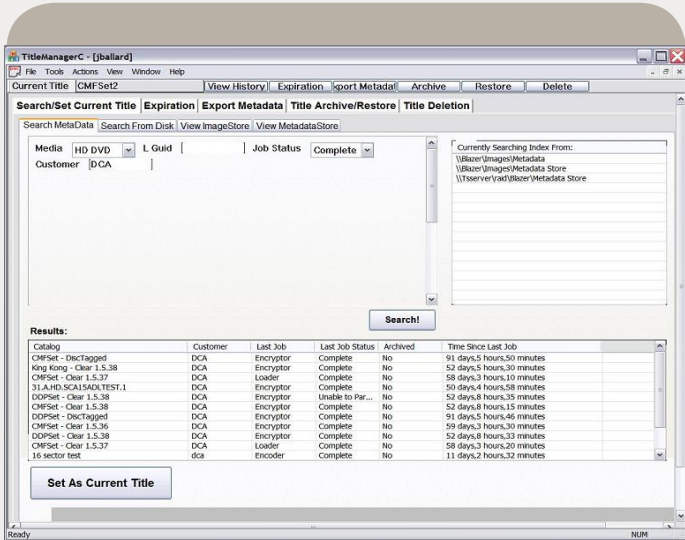 TitleManagerC - [jballard]
File Tools Actions View Window Help
Current Title CMFSet2 View History Expiration xport Metadat Archive Restore Delete
Search/Set Current Title Expiration Export Metadata Title Archive/Restore Title Deletion
Search MetaData Search From Disk View ImageStore View MetadataStore
Media HD DVD L Guid Job Status Complete
Customer DCA
Currently Searching Index From:
\\Blazer\Images\Metadata
\\Blazer\Images\Metadata Store
\\Tsserver\raid\Blazer\Metadata Store
Search!
Results:
Catalog Customer Last Job Last Job Status Archived Time Since Last Job
CMFSet - DiscTagged DCA Encryptor Complete No 91 days,5 hours,50 minutes
King Kong - Clear 1.5.38 DCA Encryptor Complete No 52 days,5 hours,30 minutes
CMFSet - Clear 1.5.37 DCA Loader Complete No 58 days,3 hours,10 minutes
31.A.HD.SCA15ADLTEST.1 DCA Encryptor Complete No 50 days,4 hours,58 minutes
DDPSet - Clear 1.5.38 DCA Encryptor Unable to Par... No 52 days,8 hours,35 minutes
CMFSet - Clear 1.5.38 DCA Encryptor Complete No 52 days,8 hours,15 minutes
DDPSet - DiscTagged DCA Encryptor Complete No 91 days,5 hours,46 minutes
CMFSet - Clear 1.5.36 DCA Encryptor Complete No 59 days,3 hours,30 minutes
DDPSet - Clear 1.5.38 DCA Encryptor Complete No 52 days,8 hours,33 minutes
CMFSet - Clear 1.5.37 DCA Loader Complete No 58 days,3 hours,20 minutes
16 sector test dca Encoder Complete No 11 days,2 hours,32 minutes
Set As Current Title
Ready NUM